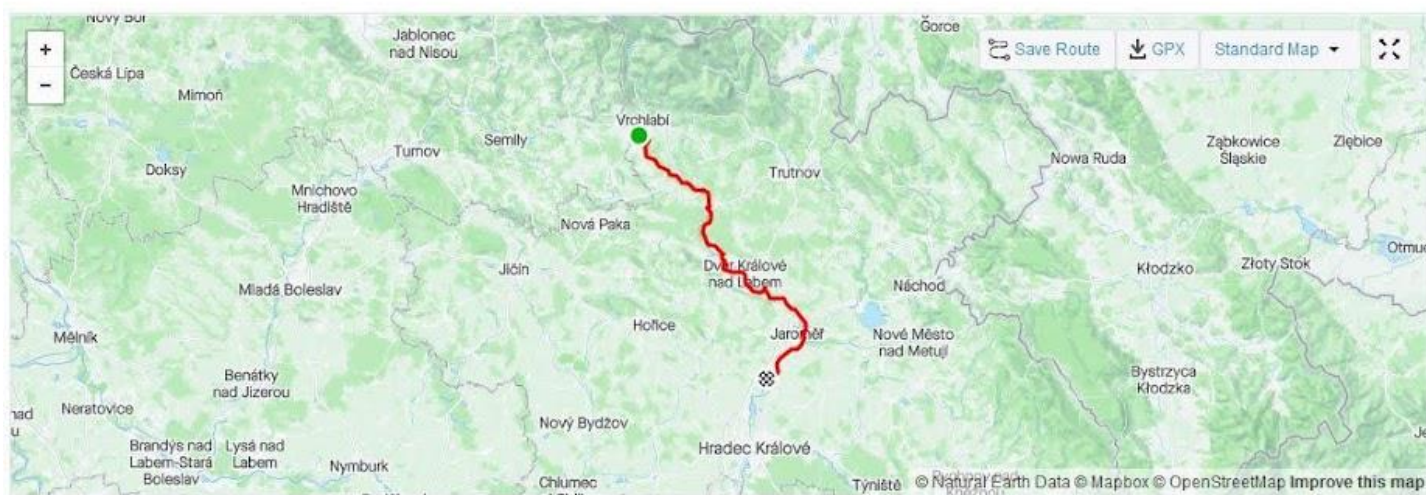 Nový Bor
Gorce
Jablonec
nad Nisou
+
−
Save Route
GPX
Standard Map
Česká Lípa
Mimoň
Vrchlabí
Semily
Turnov
Ząbkowice
Śląskie
Ziębice
Nowa Ruda
Doksy
Trutnov
Mnichovo
Hradiště
Nová Paka
Otmuc
Jičín
Dvůr Králové
nad Labem
Kłodzko
Złoty Stok
Mladá Boleslav
Náchod
Hořice
Jaroměř
Nové Město
nad Metují
Mělník
Benátky
nad Jizerou
Bystrzyca
Kłodzka
Neratovice
Nový Bydžov
nad
Brandýs nad
Labem-Stará
Boleslav
Lysá nad
Labem
Hradec Králové
Nymburk
Chlumec
Týniště
© Natural Earth Data © Mapbox © OpenStreetMap Improve this map